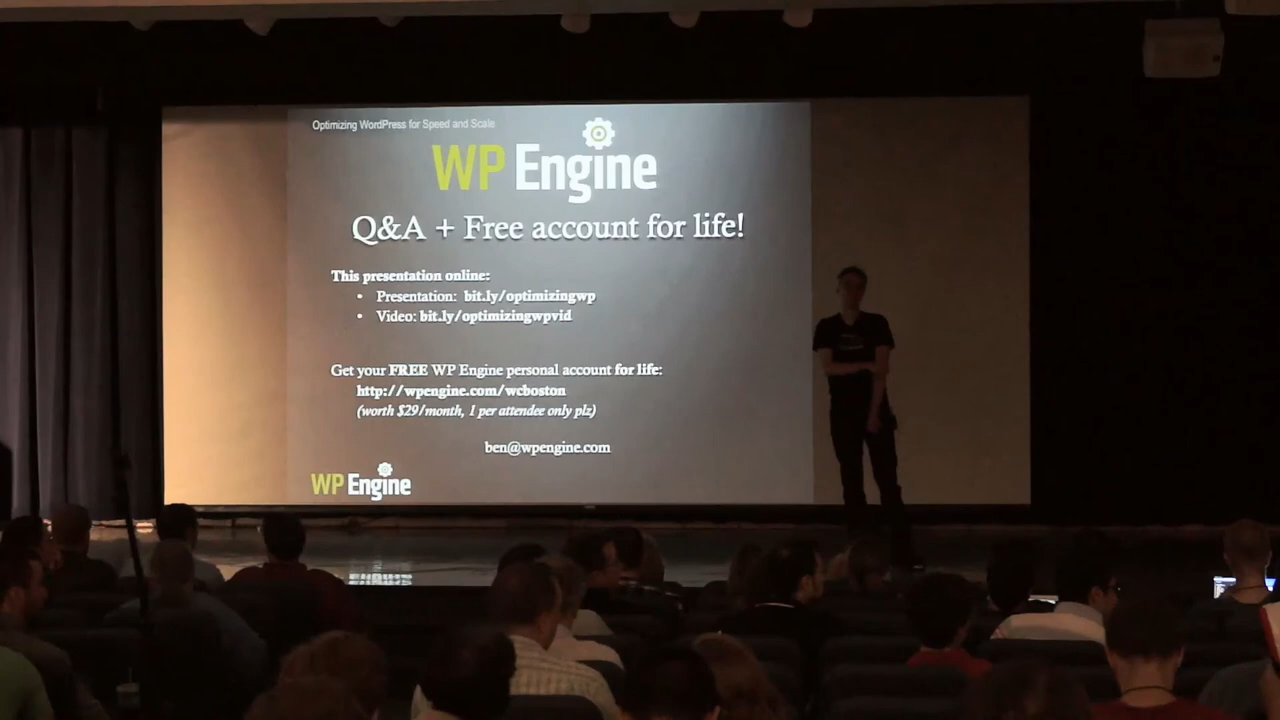 Optimizing WordPress for Speed and Scale
WP Engine
Q&A + Free account for life!
This presentation online:
• Presentation: bit.ly/optimizingwp
• Video: bit.ly/optimizingwpvid
Get your FREE WP Engine personal account for life:
http://wpengine.com/wcboston
(worth $29/month, 1 per attendee only plz)
ben@wpengine.com
WP Engine